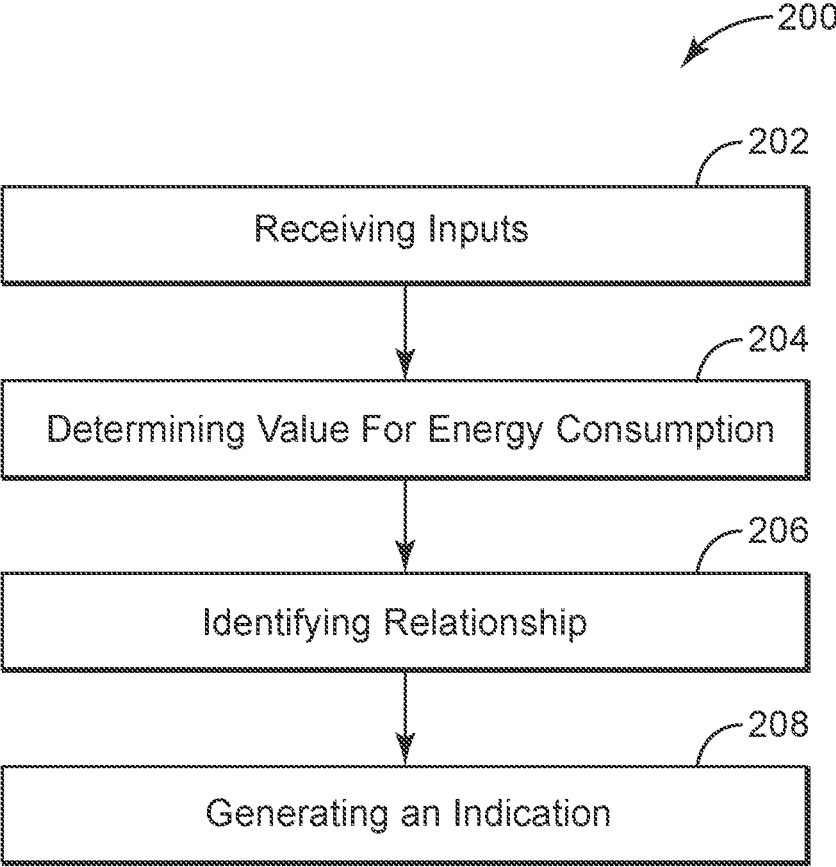 200
202
Receiving Inputs
204
Determining Value For Energy Consumption
206
Identifying Relationship
208
Generating an Indication